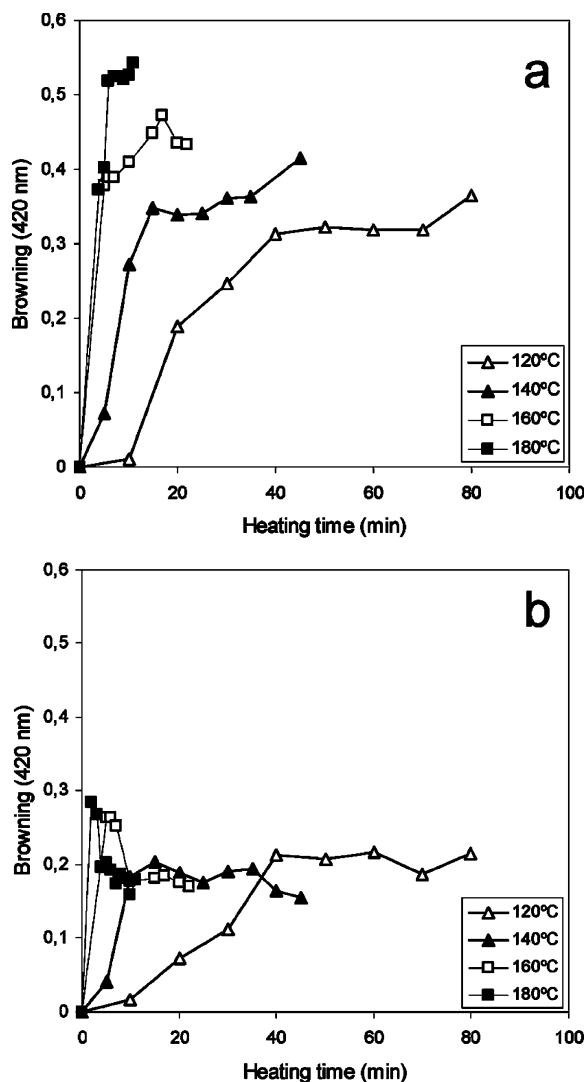 a
0,6
0,5
0,4
0,3
0,2
0,1
0
Browning (420 nm)
120ºC
140ºC
160ºC
180ºC
0 20 40 60 80 100
Heating time (min)
b
0,6
0,5
0,4
0,3
0,2
0,1
0
Browning (420 nm)
120ºC
140ºC
160ºC
180ºC
0 20 40 60 80 100
Heating time (min)